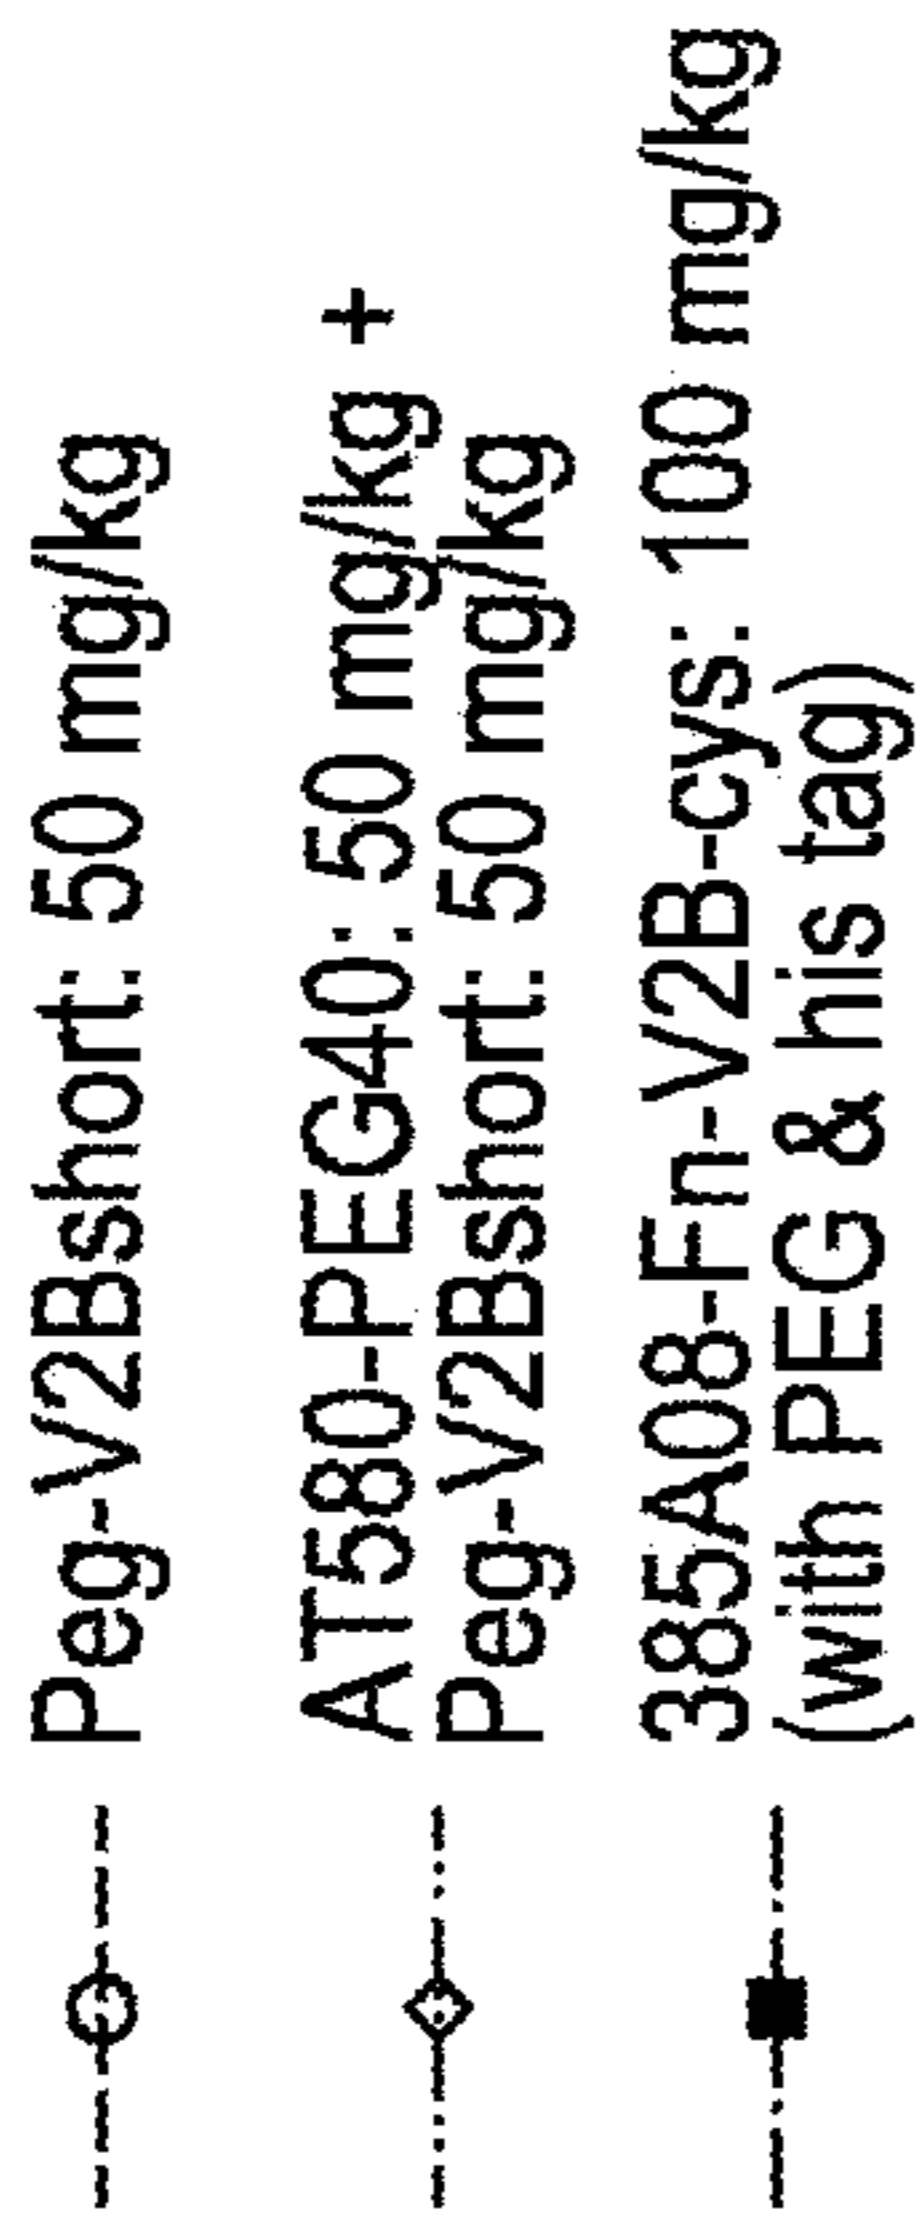 Peg-V2Bshort: 50 mg/kg
AT580-PEG40: 50 mg/kg +
Peg-V2Bshort: 50 mg/kg
385A08-Fn-V2B-cys: 100 mg/kg
(with PEG & his tag)